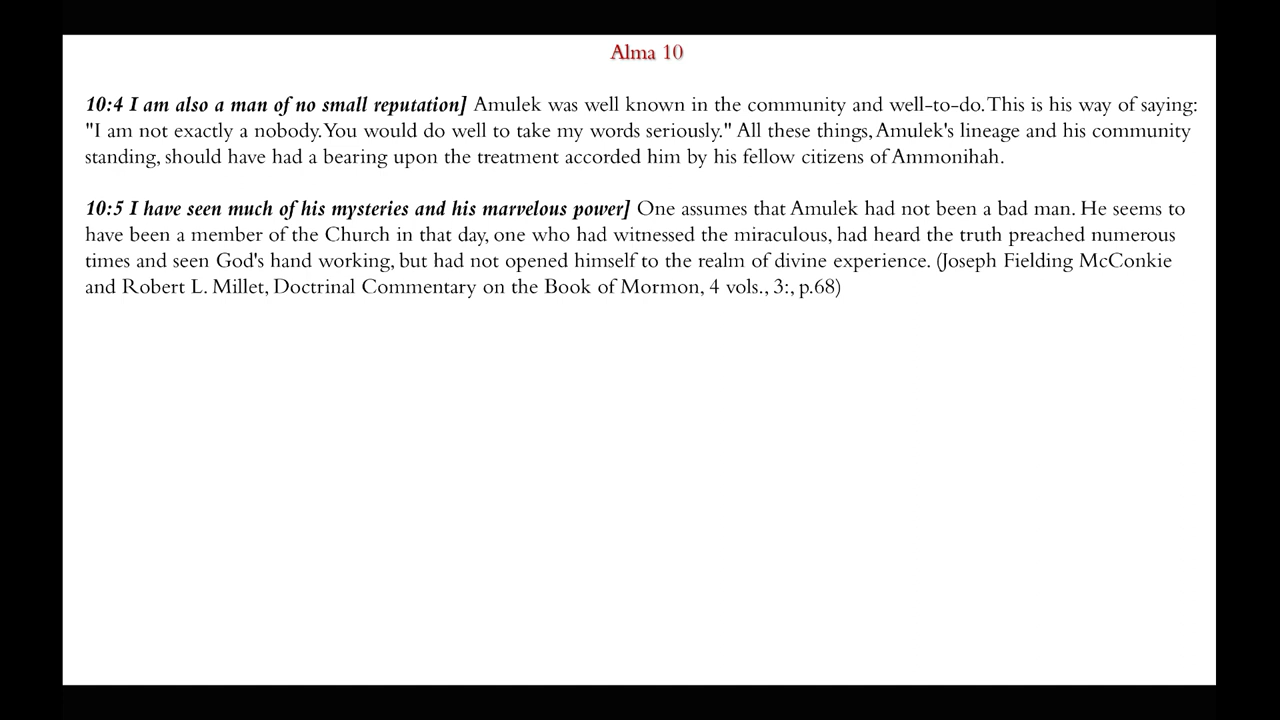 Alma 10
10:4 I am also a man of no small reputation] Amulek was well known in the community and well-to-do. This is his way of saying:
"I am not exactly a nobody. You would do well to take my words seriously." All these things, Amulek's lineage and his community
standing, should have had a bearing upon the treatment accorded him by his fellow citizens of Ammonihah.
10:5 I have seen much of his mysteries and his marvelous power] One assumes that Amulek had not been a bad man. He seems to
have been a member of the Church in that day, one who had witnessed the miraculous, had heard the truth preached numerous
times and seen God's hand working, but had not opened himself to the realm of divine experience. (Joseph Fielding McConkie
and Robert L. Millet, Doctrinal Commentary on the Book of Mormon, 4 vols., 3:, p.68)